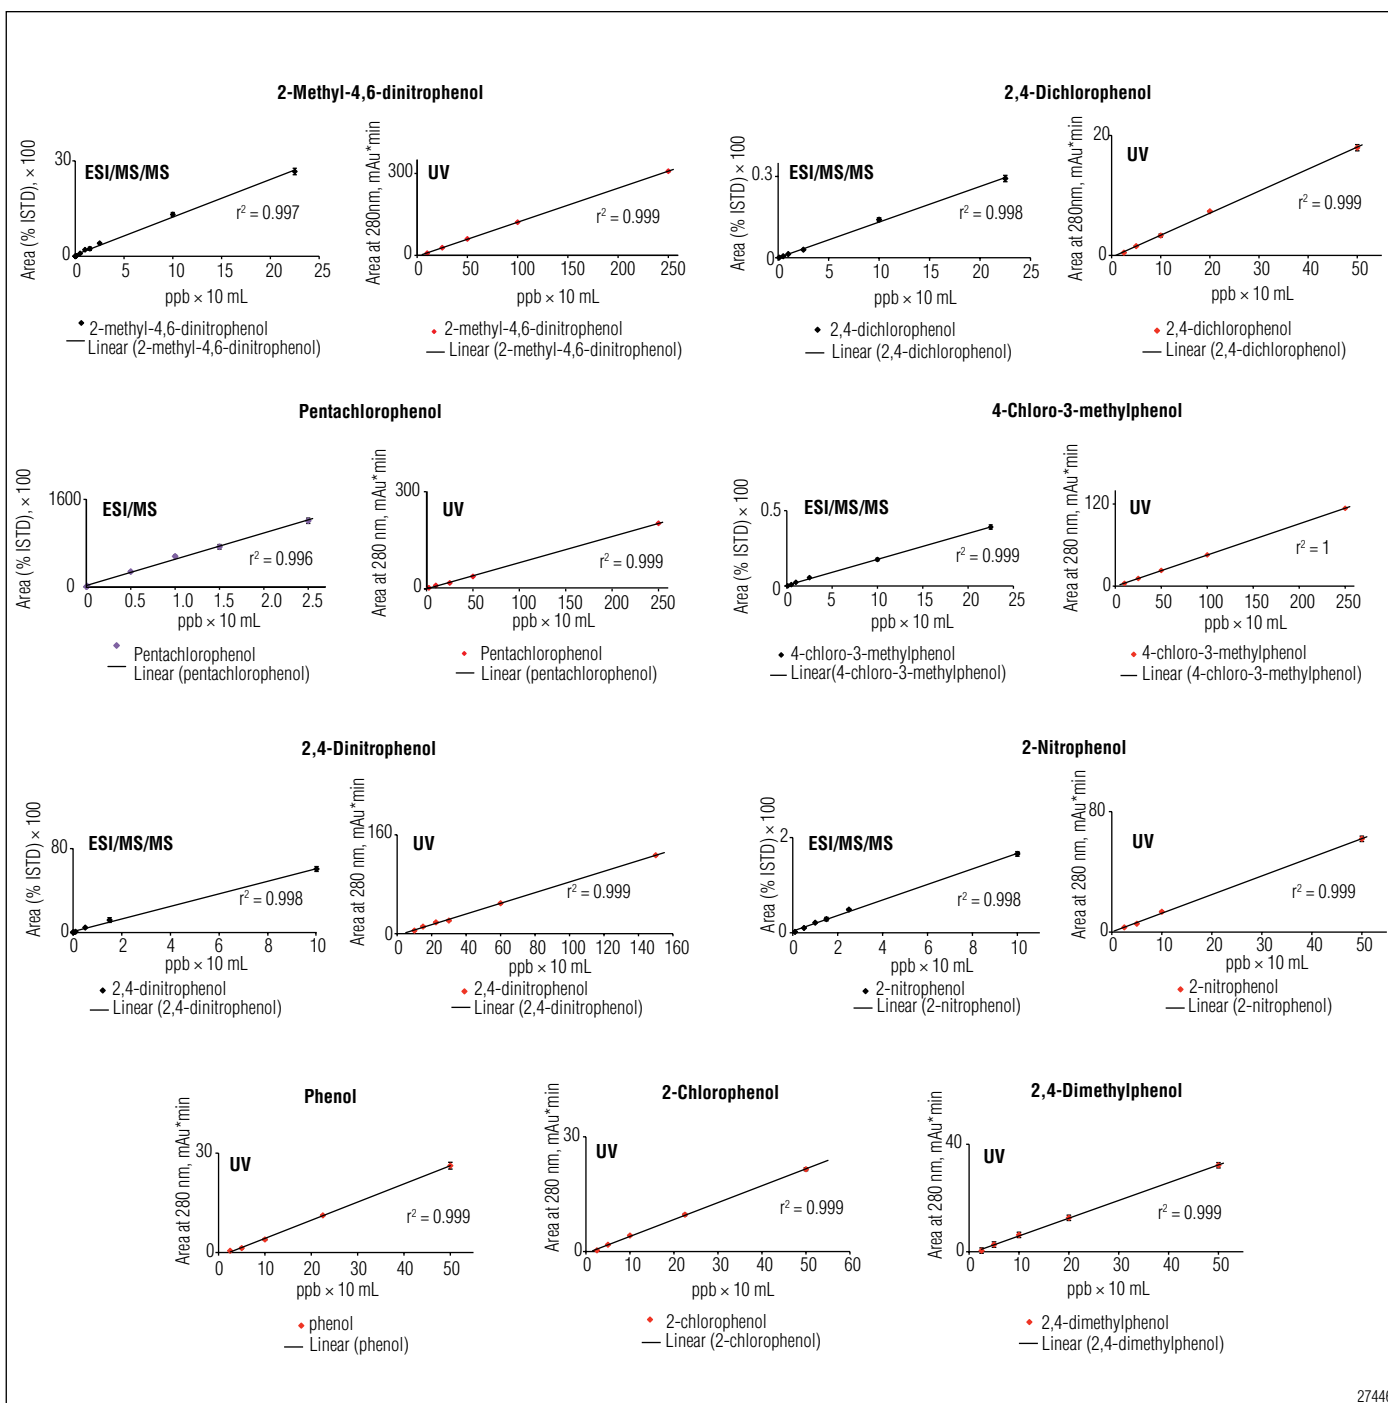 2-Methyl-4,6-dinitrophenol
Area (% ISTD), × 100
30
0
ESI/MS/MS
r² = 0.997
0 5 10 15 20 25
ppb × 10 mL
2-methyl-4,6-dinitrophenol
Linear (2-methyl-4,6-dinitrophenol)
Area at 280nm, mAu*min
300
0
UV
r² = 0.999
0 50 100 150 200 250
ppb × 10 mL
2-methyl-4,6-dinitrophenol
Linear (2-methyl-4,6-dinitrophenol)
2,4-Dichlorophenol
Area (% ISTD) × 100
0.3
0
ESI/MS/MS
r² = 0.998
0 5 10 15 20 25
ppb × 10 mL
2,4-dichlorophenol
Linear (2,4-dichlorophenol)
Area at 280nm, mAu*min
20
0
UV
r² = 0.999
0 10 20 30 40 50
ppb × 10 mL
2,4-dichlorophenol
Linear (2,4-dichlorophenol)
Pentachlorophenol
Area (% ISTD), × 100
1600
0
ESI/MS
r² = 0.996
0 0.5 1.0 1.5 2.0 2.5
ppb × 10 mL
Pentachlorophenol
Linear (pentachlorophenol)
Area at 280 nm, mAu*min
300
0
UV
r² = 0.999
0 50 100 150 200 250
ppb × 10 mL
Pentachlorophenol
Linear (pentachlorophenol)
4-Chloro-3-methylphenol
Area (% ISTD) × 100
0.5
0
ESI/MS/MS
r² = 0.999
0 5 10 15 20 25
ppb × 10 mL
4-chloro-3-methylphenol
Linear(4-chloro-3-methylphenol)
Area at 280 nm, mAu*min
120
0
UV
r² = 1
0 50 100 150 200 250
ppb × 10 mL
4-chloro-3-methylphenol
Linear (4-chloro-3-methylphenol)
2,4-Dinitrophenol
Area (% ISTD) × 100
80
0
ESI/MS/MS
r² = 0.998
0 2 4 6 8 10
ppb × 10 mL
2,4-dinitrophenol
Linear (2,4-dinitrophenol)
Area at 280 nm, mAu*min
160
0
UV
r² = 0.999
0 20 40 60 80 100 120 140 160
ppb × 10 mL
2,4-dinitrophenol
Linear (2,4-dinitrophenol)
2-Nitrophenol
Area (% ISTD) × 100
2
0
ESI/MS/MS
r² = 0.998
0 2 4 6 8 10
ppb × 10 mL
2-nitrophenol
Linear (2-nitrophenol)
Area at 280 nm, mAu*min
80
0
UV
r² = 0.999
0 10 20 30 40 50
ppb × 10 mL
2-nitrophenol
Linear (2-nitrophenol)
Phenol
Area at 280 nm, mAu*min
30
0
UV
r² = 0.999
0 10 20 30 40 50
ppb × 10 mL
phenol
Linear (phenol)
2-Chlorophenol
Area at 280 nm, mAu*min
30
0
UV
r² = 0.999
0 10 20 30 40 50 60
ppb × 10 mL
2-chlorophenol
Linear (2-chlorophenol)
2,4-Dimethylphenol
Area at 280 nm, mAu*min
40
0
UV
r² = 0.999
0 10 20 30 40 50
ppb × 10 mL
2,4-dimethylphenol
Linear (2,4-dimethylphenol)
27446